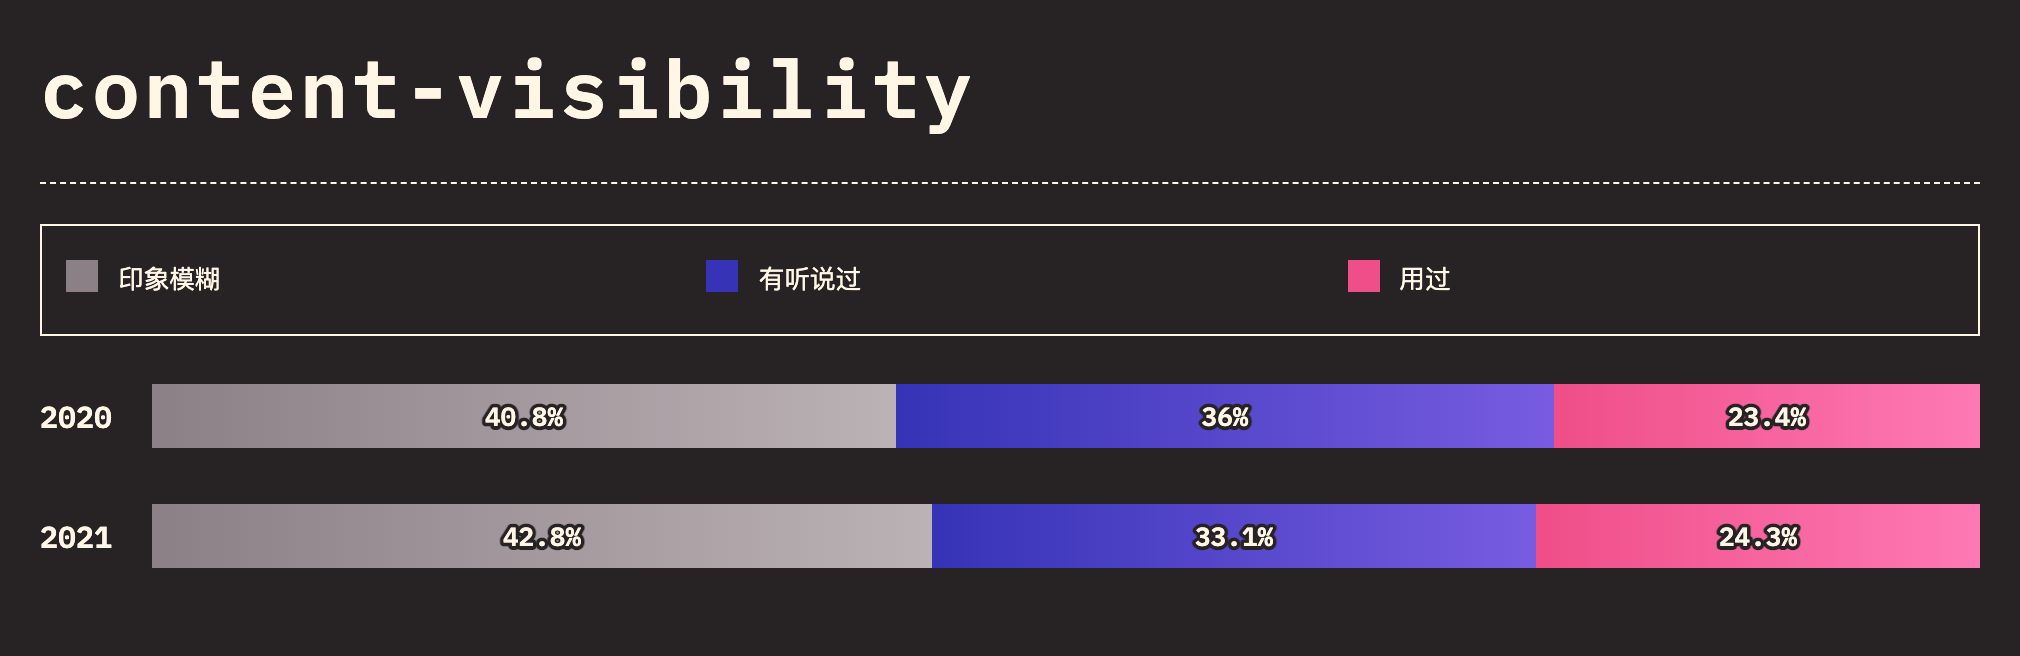 content-visibility
印象模糊 有听说过 用过
2020 40.8% 36% 23.4%
2021 42.8% 33.1% 24.3%